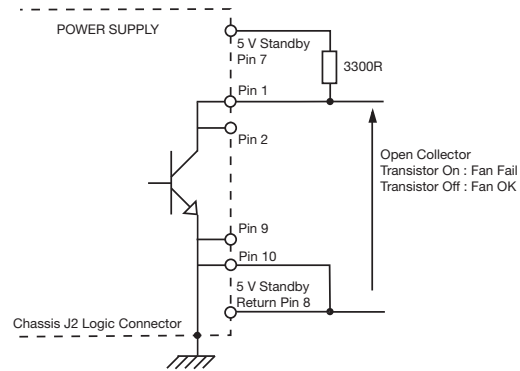 POWER SUPPLY
5 V Standby
Pin 7
3300R
Pin 1
Pin 2
Open Collector
Transistor On : Fan Fail
Transistor Off : Fan OK
Pin 9
Pin 10
5 V Standby
Return Pin 8
Chassis J2 Logic Connector